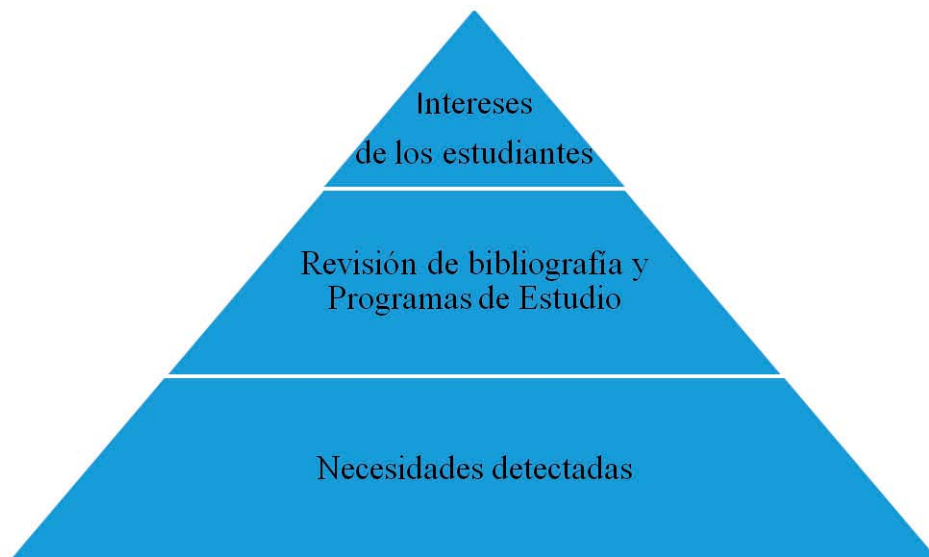 Intereses
de los estudiantes
Revisión de bibliografía y
Programas de Estudio
Necesidades detectadas